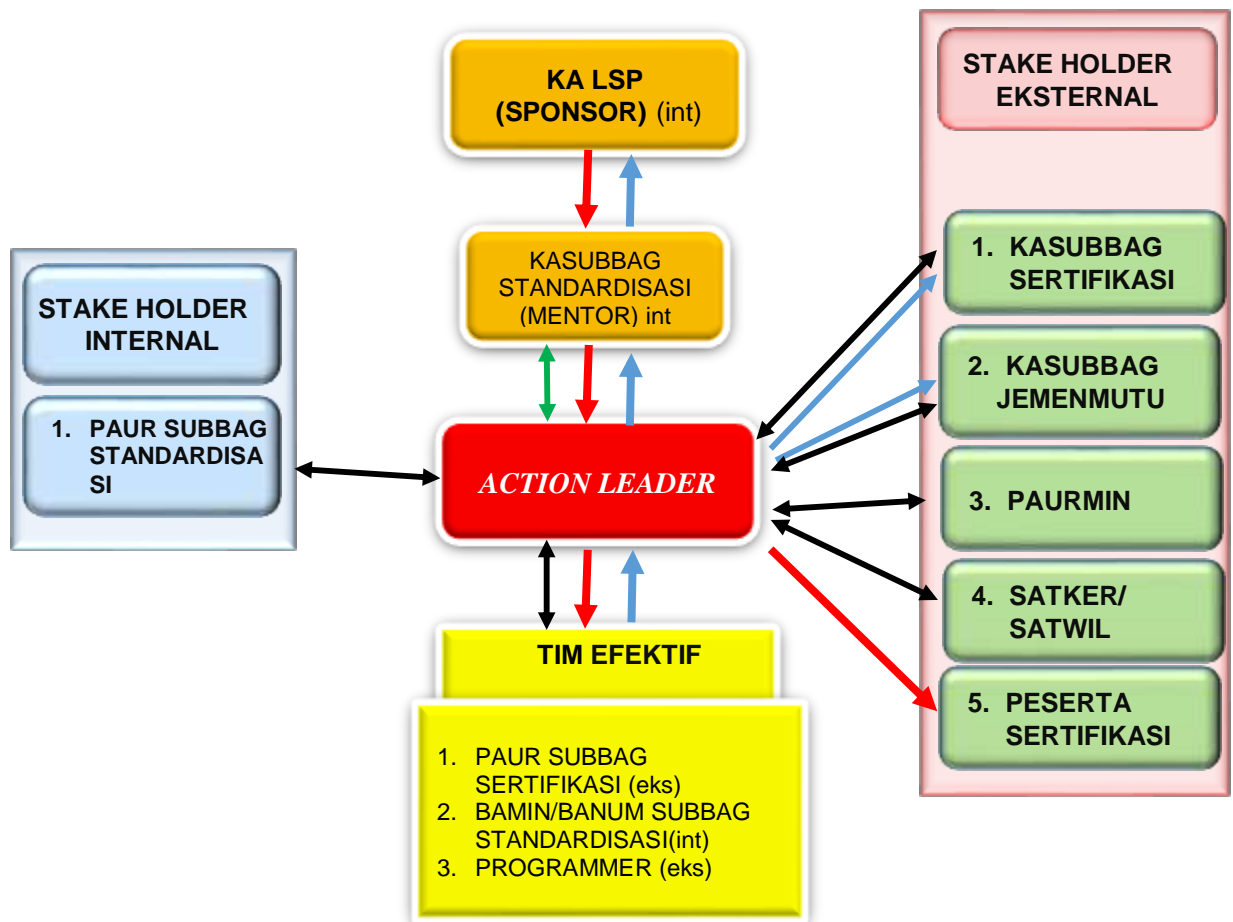 KA LSP
(SPONSOR) (int)
KASUBBAG
STANDARDISASI
(MENTOR) int
STAKE HOLDER
INTERNAL
1. PAUR SUBBAG
STANDARDISA
SI
ACTION LEADER
TIM EFEKTIF
1. PAUR SUBBAG
SERTIFIKASI (eks)
2. BAMIN/BANUM SUBBAG
STANDARDISASI(int)
3. PROGRAMMER (eks)
STAKE HOLDER
EKSTERNAL
1. KASUBBAG
SERTIFIKASI
2. KASUBBAG
JEMENMUTU
3. PAURMIN
4. SATKER/
SATWIL
5. PESERTA
SERTIFIKASI